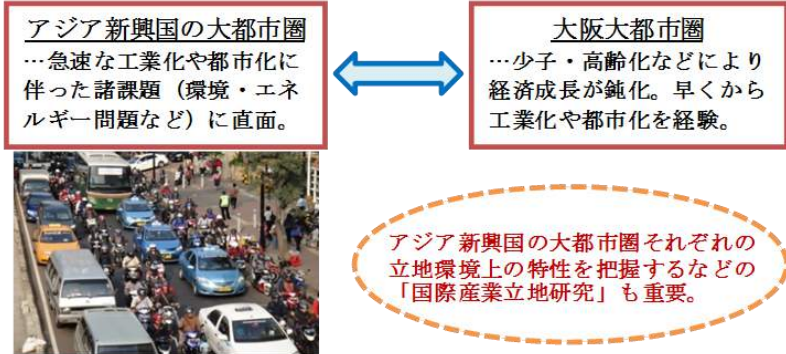 アジア新興国の大都市圏
…急速な工業化や都市化に
伴った諸課題（環境・エネ
ルギー問題など）に直面。
大阪大都市圏
…少子・高齢化などにより
経済成長が鈍化。早くから
工業化や都市化を経験。
アジア新興国の大都市圏それぞれの
立地環境上の特性を把握するなどの
「国際産業立地研究」も重要。